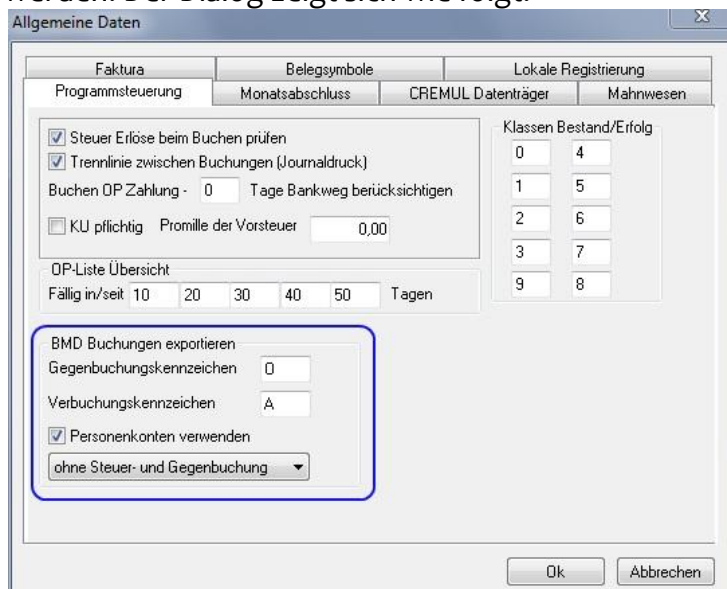 werden. Der Dialog zeigt sich wie folgt:
Allgemeine Daten
Faktura Belegsymbole Lokale Registrierung
Programmsteuerung Monatsabschluss CREMUL Datenträger Mahnwesen
Steuer Erlöse beim Buchen prüfen
Trennlinie zwischen Buchungen (Journaldruck)
Buchen OP Zahlung - 0 Tage Bankweg berücksichtigen
KU pflichtig Promille der Vorsteuer 0,00
Klassen Bestand/Erfolg
0 4
1 5
2 6
3 7
9 8
OP-Liste Übersicht
Fällig in/seit 10 20 30 40 50 Tagen
BMD Buchungen exportieren
Gegenbuchungskennzeichen 0
Verbuchungskennzeichen A
Personenkonten verwenden
ohne Steuer- und Gegenbuchung
Ok Abbrechen